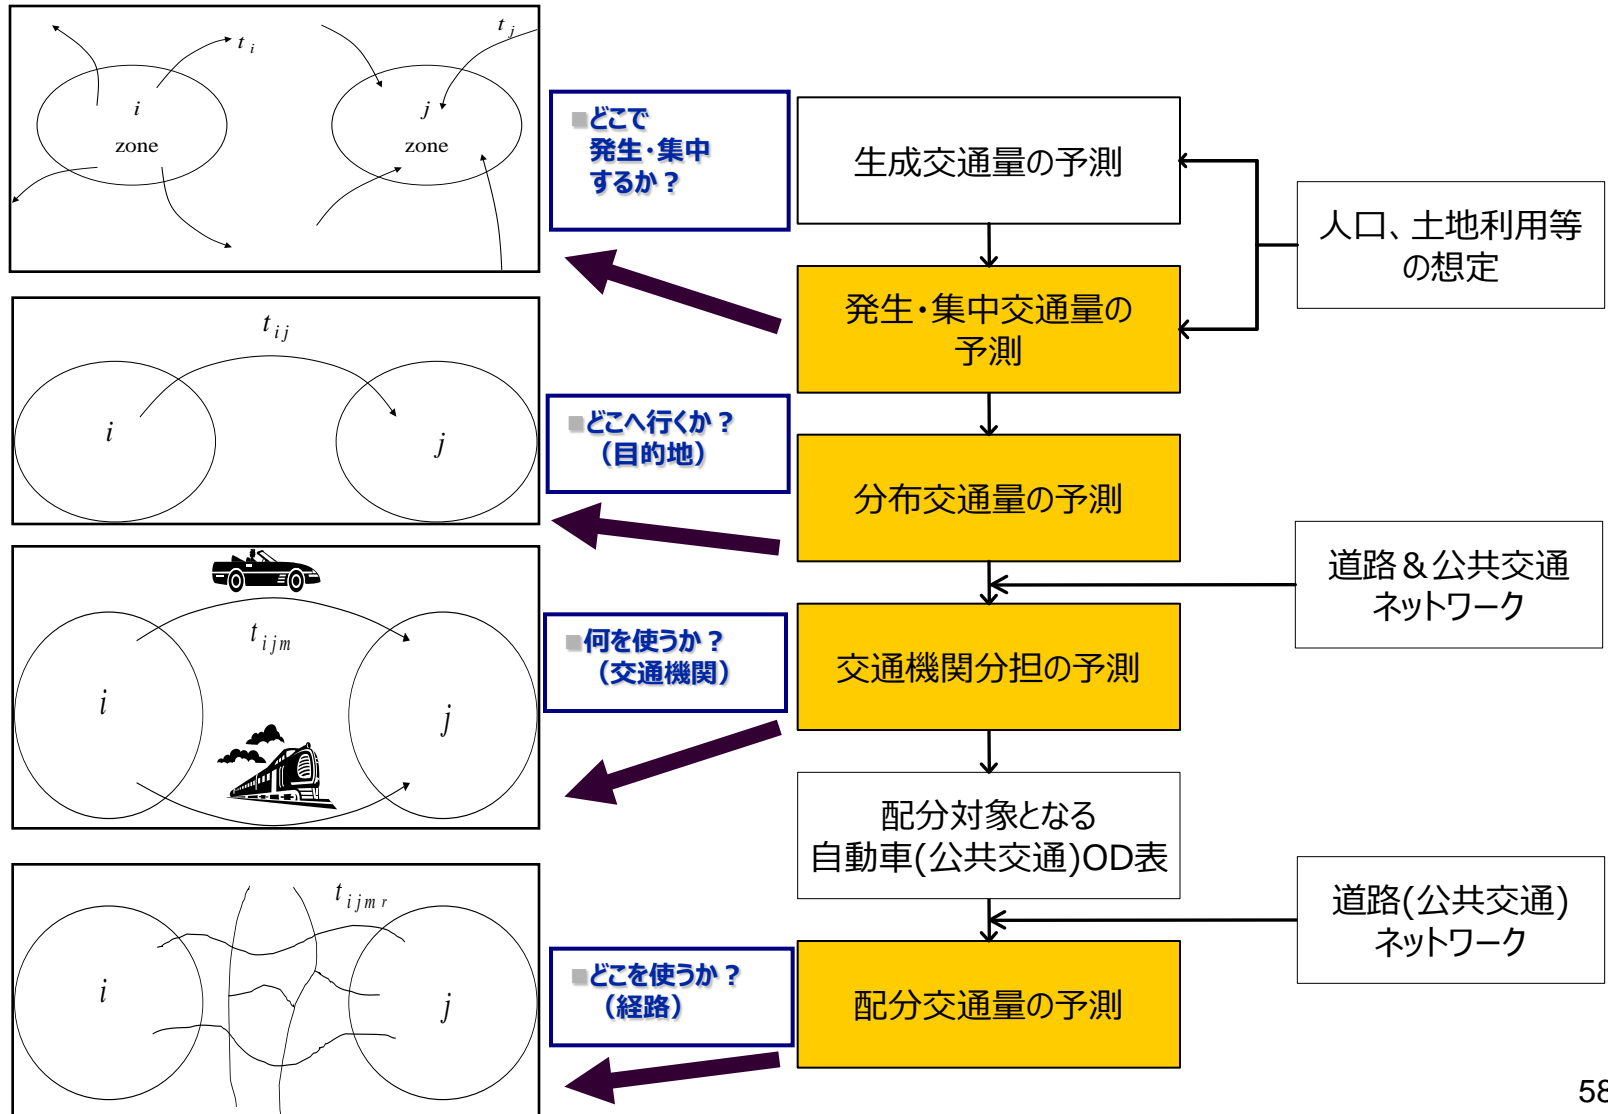 t i
t j
i
zone
j
zone
■どこで
発生・集中
するか？
生成交通量の予測
人口、土地利用等
の想定
発生・集中交通量の
予測
t i j
i
j
■どこへ行くか？
（目的地）
分布交通量の予測
道路＆公共交通
ネットワーク
t i j m
i
j
■何を使うか？
（交通機関）
交通機関分担の予測
配分対象となる
自動車(公共交通)OD表
道路(公共交通)
ネットワーク
t i j m r
i
j
■どこを使うか？
（経路）
配分交通量の予測
58